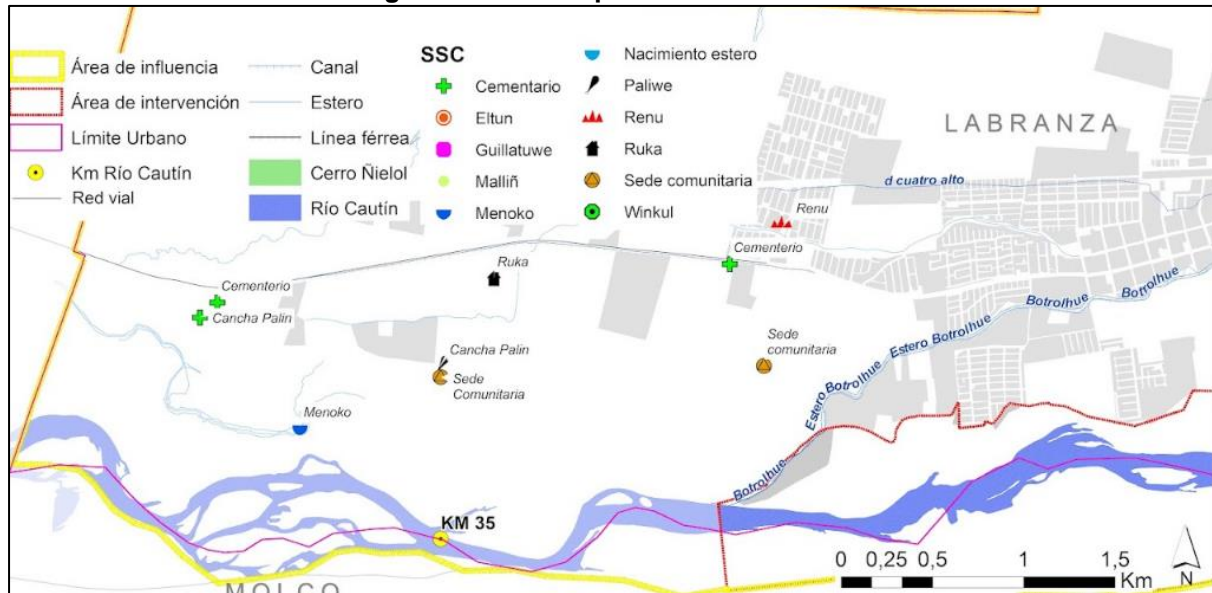 Área de influencia
Área de intervención
Límite Urbano
Km Río Cautín
Red vial
Canal
Estero
Línea férrea
Cerro Ñielol
Río Cautín
SSC
Cementario
Eltun
Guillatuwe
Malliñ
Menoko
Nacimiento estero
Paliwe
Renu
Ruka
Sede comunitaria
Winkul
LABRANZA
d cuatro alto
Renu
Cementerio
Ruka
Cementerio
Cancha Palin
Botrolhue
Botrolhue
Estero Botrolhue
Sede
comunitaria
Cancha Palin
Sede
Comunitaria
Estero Botrolhue
Menoko
Botrolhue
KM 35
MOLCO
0 0,25 0,5 1 1,5
Km
N